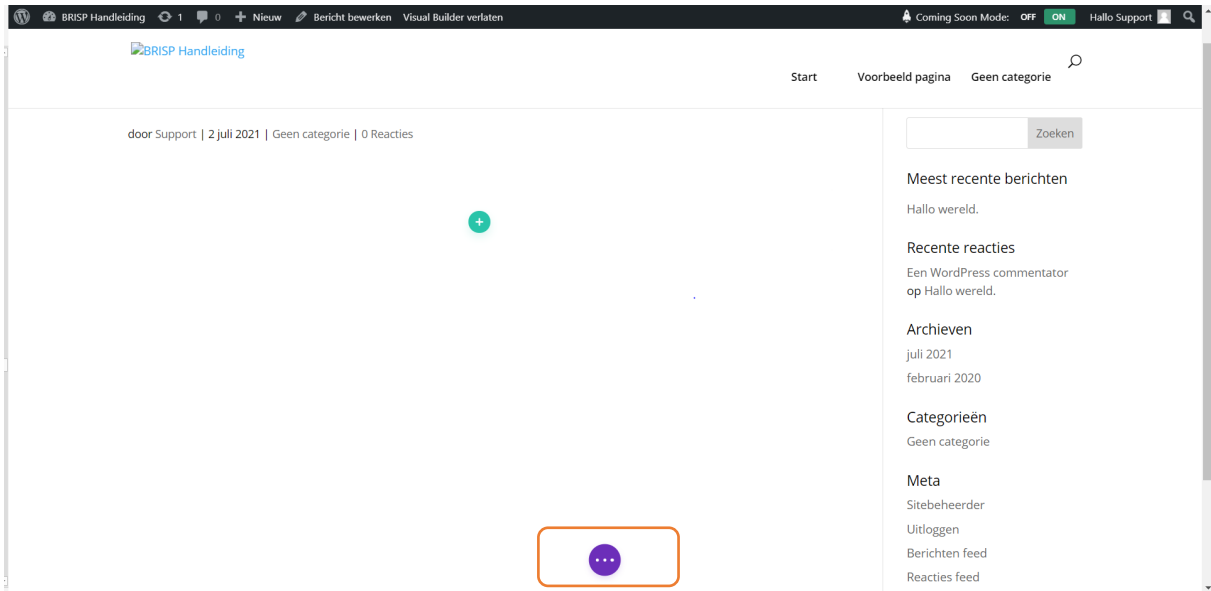 BRISP Handleiding 1 0 + Nieuw Bericht bewerken Visual Builder verlaten Coming Soon Mode: OFF ON Hallo Support
BRISP Handleiding
Start Voorbeeld pagina Geen categorie
door Support | 2 juli 2021 | Geen categorie | 0 Reacties
Zoeken
Meest recente berichten
Hallo wereld.
Recente reacties
Een WordPress commentator
op Hallo wereld.
Archieven
juli 2021
februari 2020
Categorieën
Geen categorie
Meta
Sitebeheerder
Uitloggen
Berichten feed
Reacties feed